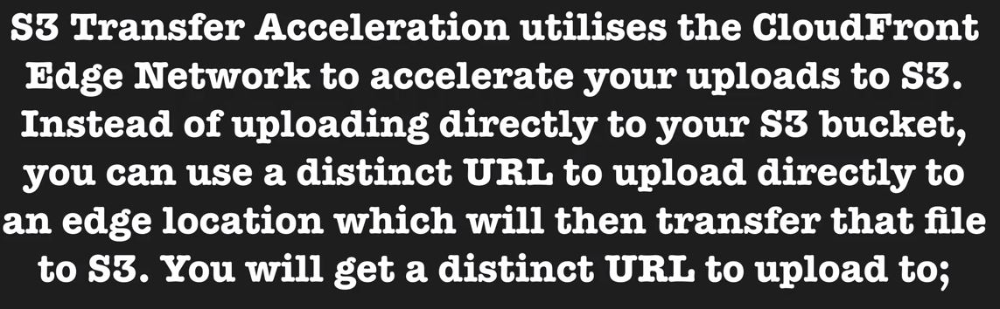 S3 Transfer Acceleration utilises the CloudFront
Edge Network to accelerate your uploads to S3.
Instead of uploading directly to your S3 bucket,
you can use a distinct URL to upload directly to
an edge location which will then transfer that file
to S3. You will get a distinct URL to upload to;